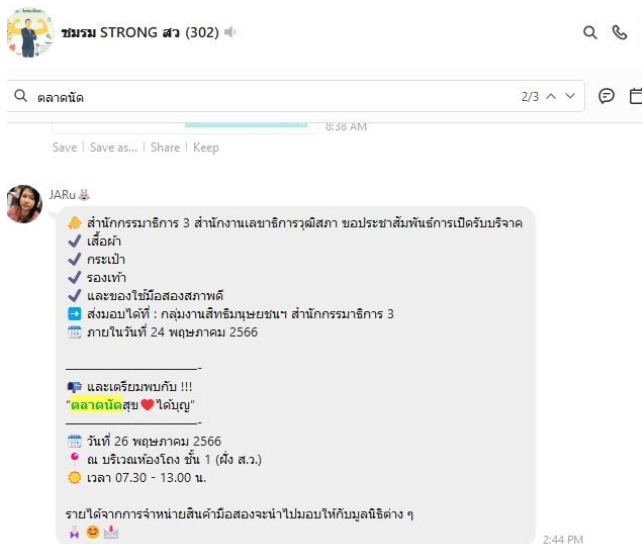 ชมรม STRONG สว (302)
ตลาดนัด 2/3
8:38 AM
Save | Save as... | Share | Keep
JARu
สำนักกรรมาธิการ 3 สำนักงานเลขาธิการวุฒิสภา ขอประชาสัมพันธ์การเปิดรับบริจาค
เสื้อผ้า
กระเป๋า
รองเท้า
และของใช้มือสองสภาพดี
ส่งมอบได้ที่ : กลุ่มงานสิทธิมนุษยชนฯ สำนักกรรมาธิการ 3
ภายในวันที่ 24 พฤษภาคม 2566
และเตรียมพบกับ !!!
"ตลาดนัดสุข❤️ได้บุญ"
วันที่ 26 พฤษภาคม 2566
ณ บริเวณห้องโถง ชั้น 1 (ฝั่ง ส.ว.)
เวลา 07.30 - 13.00 น.
รายได้จากการจำหน่ายสินค้ามือสองจะนำไปมอบให้กับมูลนิธิต่าง ๆ
2:44 PM